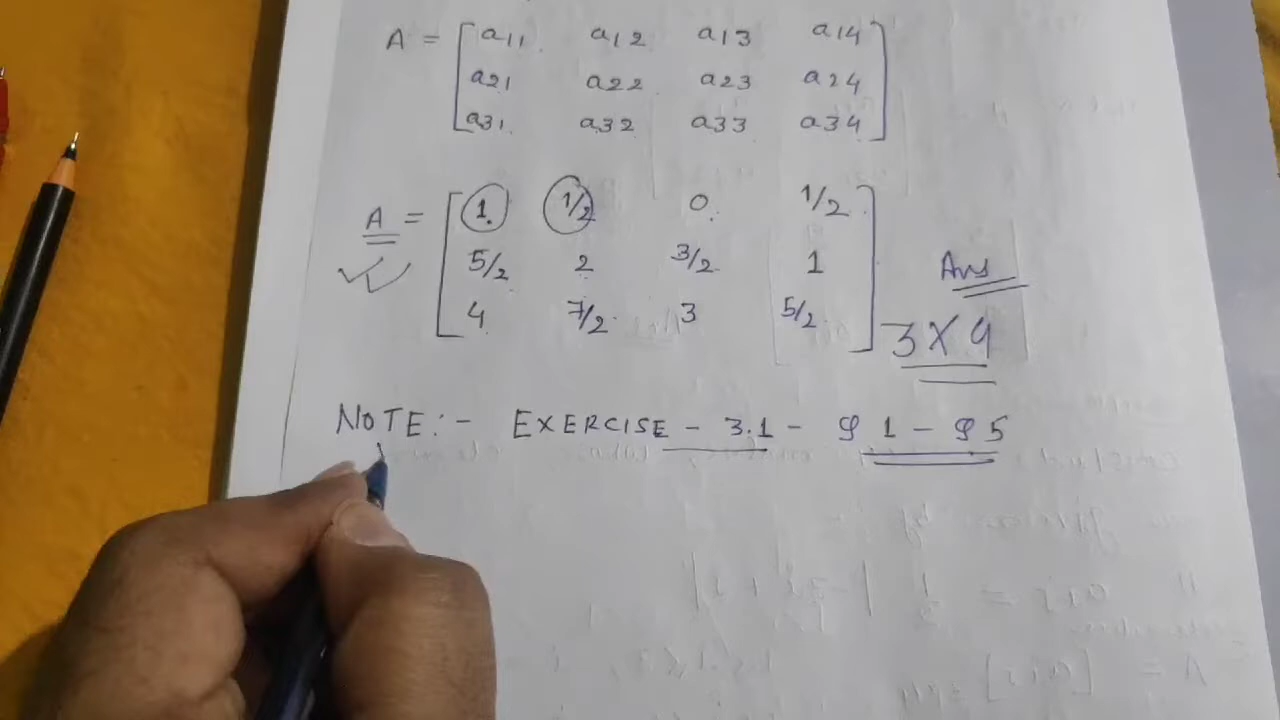 A = [ a11 a12 a13 a14 ]
a21 a22 a23 a24
a31 a32 a33 a34
A = [ 1 1/2 0 1/2 ]
5/2 2 3/2 1
4 7/2 3 5/2
Ans
3 X 4
NOTE:- EXERCISE - 3.1 - Q 1 - Q 5